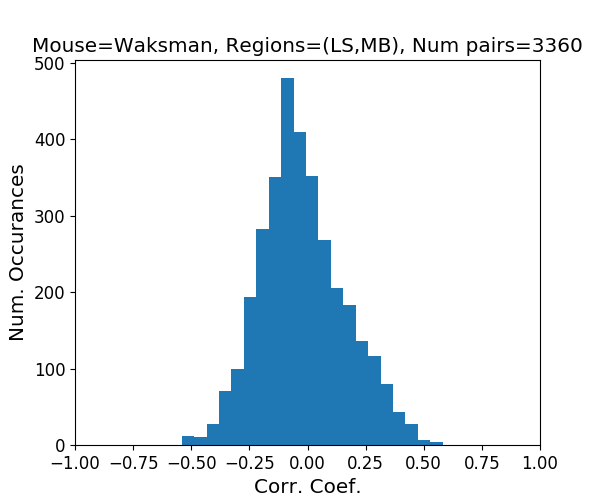 Mouse=Waksman, Regions=(LS,MB), Num pairs=3360
500
400
300
200
100
0
Num. Occurances
−1.00 −0.75 −0.50 −0.25 0.00 0.25 0.50 0.75 1.00
Corr. Coef.